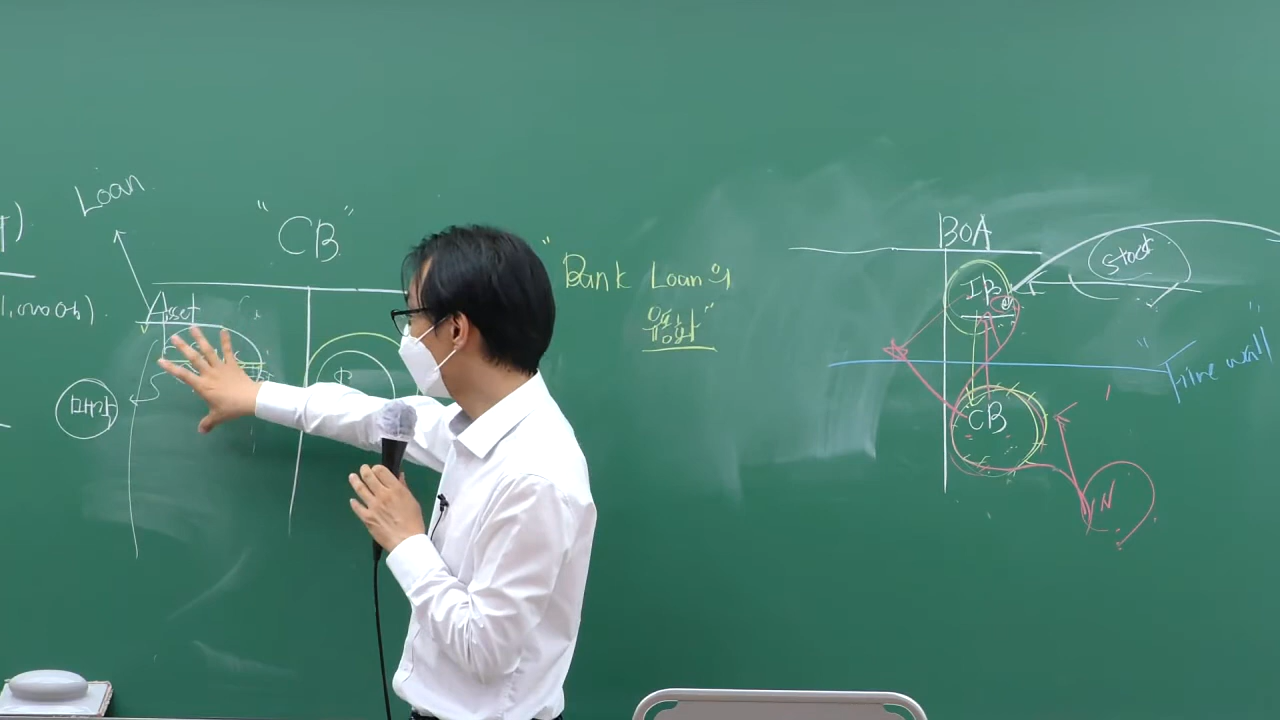 Loan
"CB"
Asset
매각
"Bank Loan의
유동화"
BOA
IB
Stock
CB
"Fire wall
N